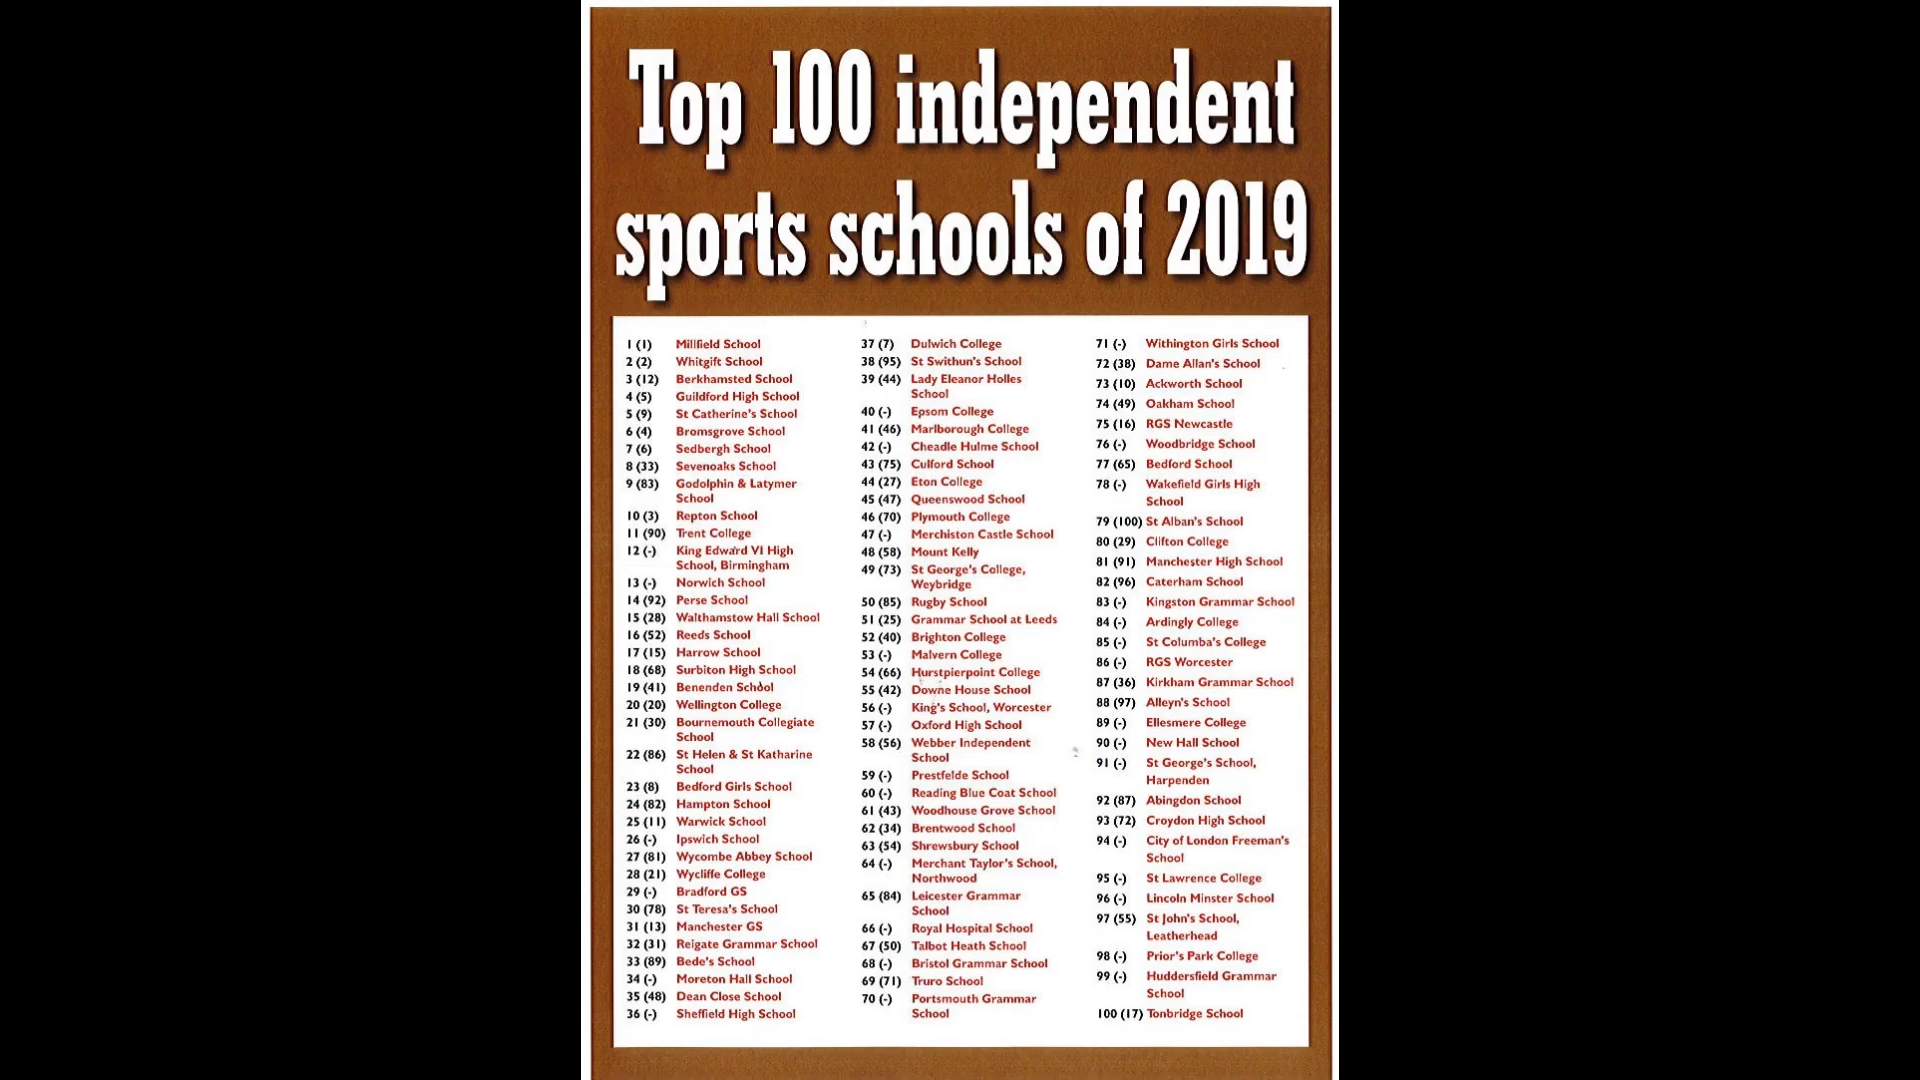 Top 100 independent
sports schools of 2019
1 (1) Millfield School
2 (2) Whitgift School
3 (12) Berkhamsted School
4 (5) Guildford High School
5 (9) St Catherine's School
6 (4) Bromsgrove School
7 (6) Sedbergh School
8 (33) Sevenoaks School
9 (83) Godolphin & Latymer
School
10 (3) Repton School
11 (90) Trent College
12 (-) King Edward VI High
School, Birmingham
13 (-) Norwich School
14 (92) Perse School
15 (28) Walthamstow Hall School
16 (52) Reeds School
17 (15) Harrow School
18 (68) Surbiton High School
19 (41) Benenden School
20 (20) Wellington College
21 (30) Bournemouth Collegiate
School
22 (86) St Helen & St Katharine
School
23 (8) Bedford Girls School
24 (82) Hampton School
25 (11) Warwick School
26 (-) Ipswich School
27 (81) Wycombe Abbey School
28 (21) Wycliffe College
29 (-) Bradford GS
30 (78) St Teresa's School
31 (13) Manchester GS
32 (31) Reigate Grammar School
33 (89) Bede's School
34 (-) Moreton Hall School
35 (48) Dean Close School
36 (-) Sheffield High School
37 (7) Dulwich College
38 (95) St Swithun's School
39 (44) Lady Eleanor Holles
School
40 (-) Epsom College
41 (46) Marlborough College
42 (-) Cheadle Hulme School
43 (75) Culford School
44 (27) Eton College
45 (47) Queenswood School
46 (70) Plymouth College
47 (-) Merchiston Castle School
48 (58) Mount Kelly
49 (73) St George's College,
Weybridge
50 (85) Rugby School
51 (25) Grammar School at Leeds
52 (40) Brighton College
53 (-) Malvern College
54 (66) Hurstpierpoint College
55 (42) Downe House School
56 (-) King's School, Worcester
57 (-) Oxford High School
58 (56) Webber Independent
School
59 (-) Prestfelde School
60 (-) Reading Blue Coat School
61 (43) Woodhouse Grove School
62 (34) Brentwood School
63 (54) Shrewsbury School
64 (-) Merchant Taylor's School,
Northwood
65 (84) Leicester Grammar
School
66 (-) Royal Hospital School
67 (50) Talbot Heath School
68 (-) Bristol Grammar School
69 (71) Truro School
70 (-) Portsmouth Grammar
School
71 (-) Withington Girls School
72 (38) Dame Allan's School
73 (10) Ackworth School
74 (49) Oakham School
75 (16) RGS Newcastle
76 (-) Woodbridge School
77 (65) Bedford School
78 (-) Wakefield Girls High
School
79 (100) St Alban's School
80 (29) Clifton College
81 (91) Manchester High School
82 (96) Caterham School
83 (-) Kingston Grammar School
84 (-) Ardingly College
85 (-) St Columba's College
86 (-) RGS Worcester
87 (36) Kirkham Grammar School
88 (97) Alleyn's School
89 (-) Ellesmere College
90 (-) New Hall School
91 (-) St George's School,
Harpenden
92 (87) Abingdon School
93 (72) Croydon High School
94 (-) City of London Freeman's
School
95 (-) St Lawrence College
96 (-) Lincoln Minster School
97 (55) St John's School,
Leatherhead
98 (-) Prior's Park College
99 (-) Huddersfield Grammar
School
100 (17) Tonbridge School